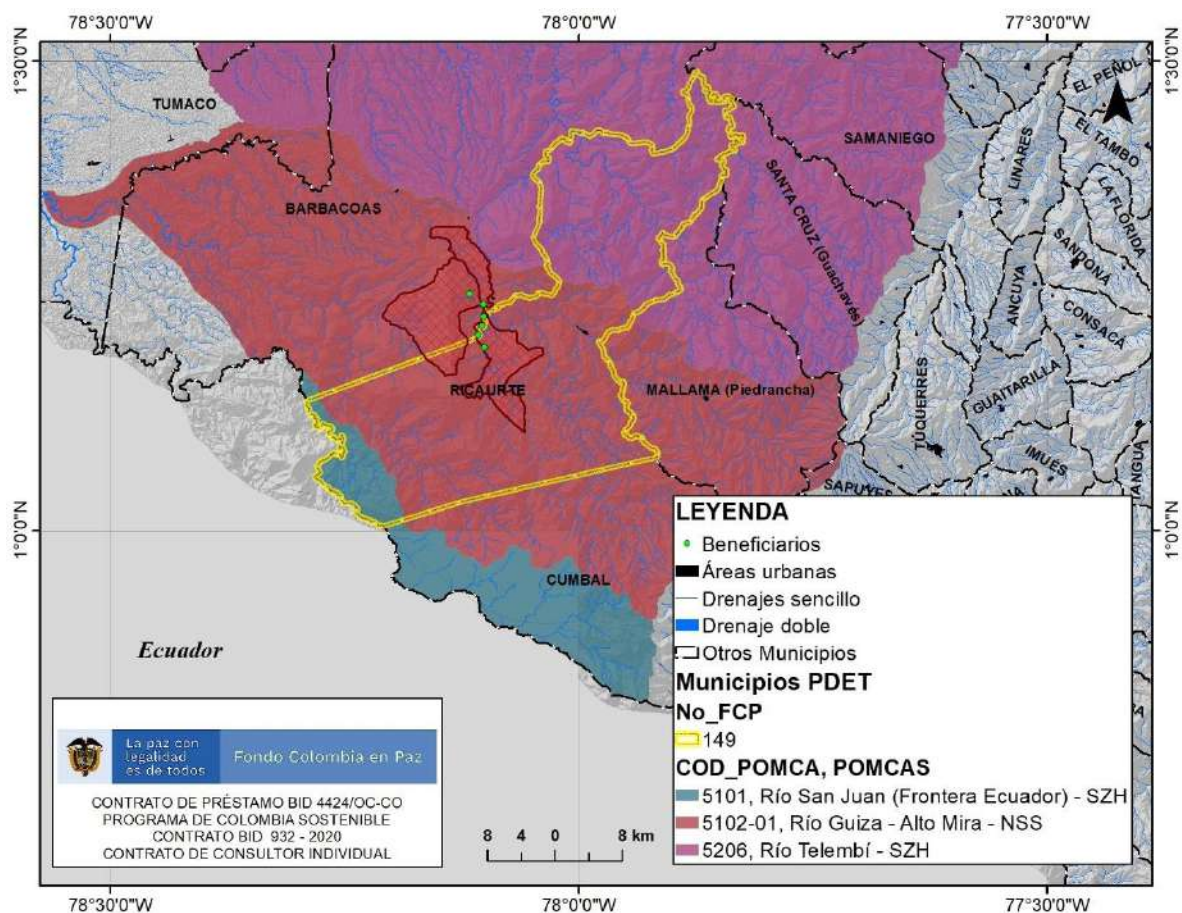 78°30'0"W
78°0'0"W
77°30'0"W
1°30'0"N
1°30'0"N
EL PEÑOL
TUMACO
SAMANIEGO
EL TAMBO
LINARES
LA FLORIDA
SANTA CRUZ (Guachavés)
BARBACOAS
SANDONÁ
ANCUYA
CONSACÁ
RICAURTE
MALLAMA (Piedrancha)
GUAITARILLA
TÚQUERRES
IMUÉS
TANGUA
SAPUYES
1°0'0"N
1°0'0"N
CUMBAL
Ecuador
LEYENDA
Beneficiarios
Áreas urbanas
Drenajes sencillo
Drenaje doble
Otros Municipios
Municipios PDET
No_FCP
149
COD_POMCA, POMCAS
5101, Río San Juan (Frontera Ecuador) - SZH
5102-01, Río Guiza - Alto Mira - NSS
5206, Río Telembí - SZH
La paz con
legalidad
es de todos
Fondo Colombia en Paz
CONTRATO DE PRÉSTAMO BID 4424/OC-CO
PROGRAMA DE COLOMBIA SOSTENIBLE
CONTRATO BID 932 - 2020
CONTRATO DE CONSULTOR INDIVIDUAL
8 4 0 8 km
78°30'0"W
78°0'0"W
77°30'0"W